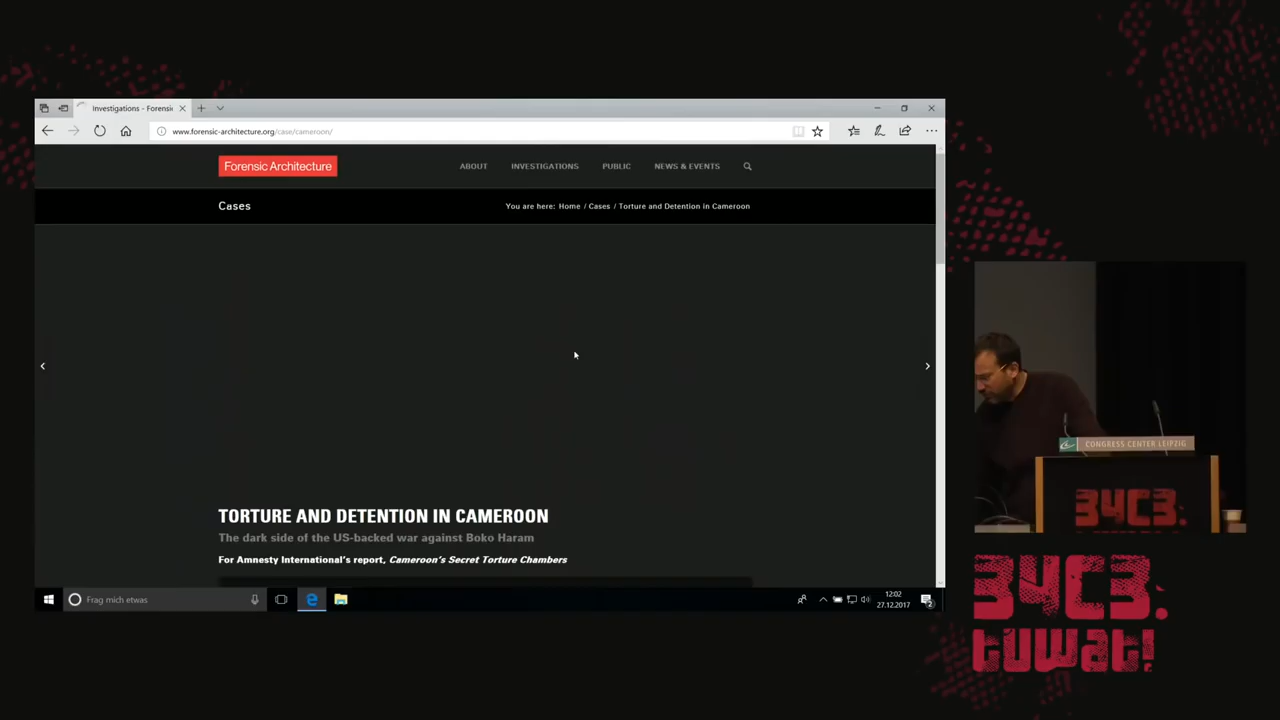 Investigations - Forensic
www.forensic-architecture.org/case/cameroon/
Forensic Architecture
ABOUT
INVESTIGATIONS
PUBLIC
NEWS & EVENTS
Cases
You are here: Home / Cases / Torture and Detention in Cameroon
TORTURE AND DETENTION IN CAMEROON
The dark side of the US-backed war against Boko Haram
For Amnesty International's report, Cameroon's Secret Torture Chambers
Frag mich etwas
12:02
27.12.2017
2
CONGRESS CENTER LEIPZIG
34C3.
34C3.
tuwat!